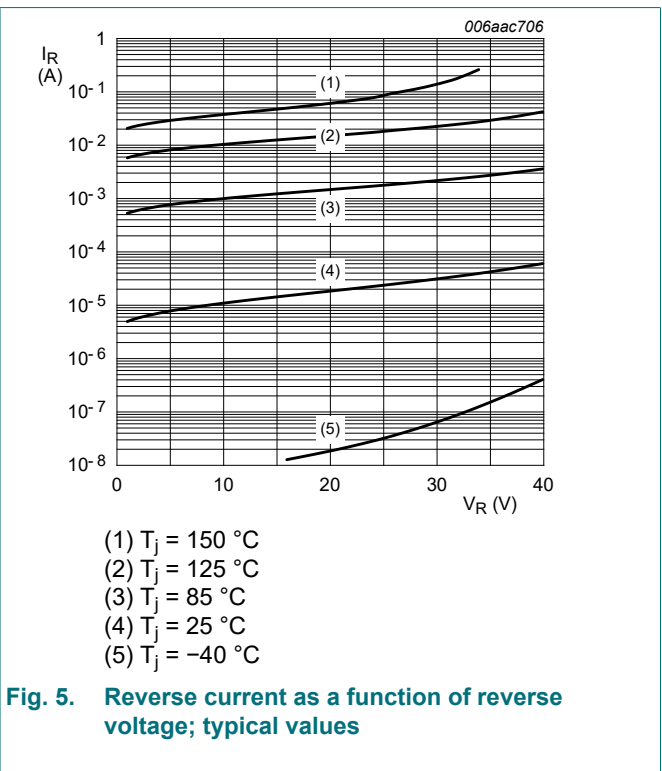 006aac706
I_R
(A)
1
10-1
10-2
10-3
10-4
10-5
10-6
10-7
10-8
(1)
(2)
(3)
(4)
(5)
0 10 20 30 40
V_R (V)
(1) T_j = 150 °C
(2) T_j = 125 °C
(3) T_j = 85 °C
(4) T_j = 25 °C
(5) T_j = −40 °C
Fig. 5. Reverse current as a function of reverse
voltage; typical values